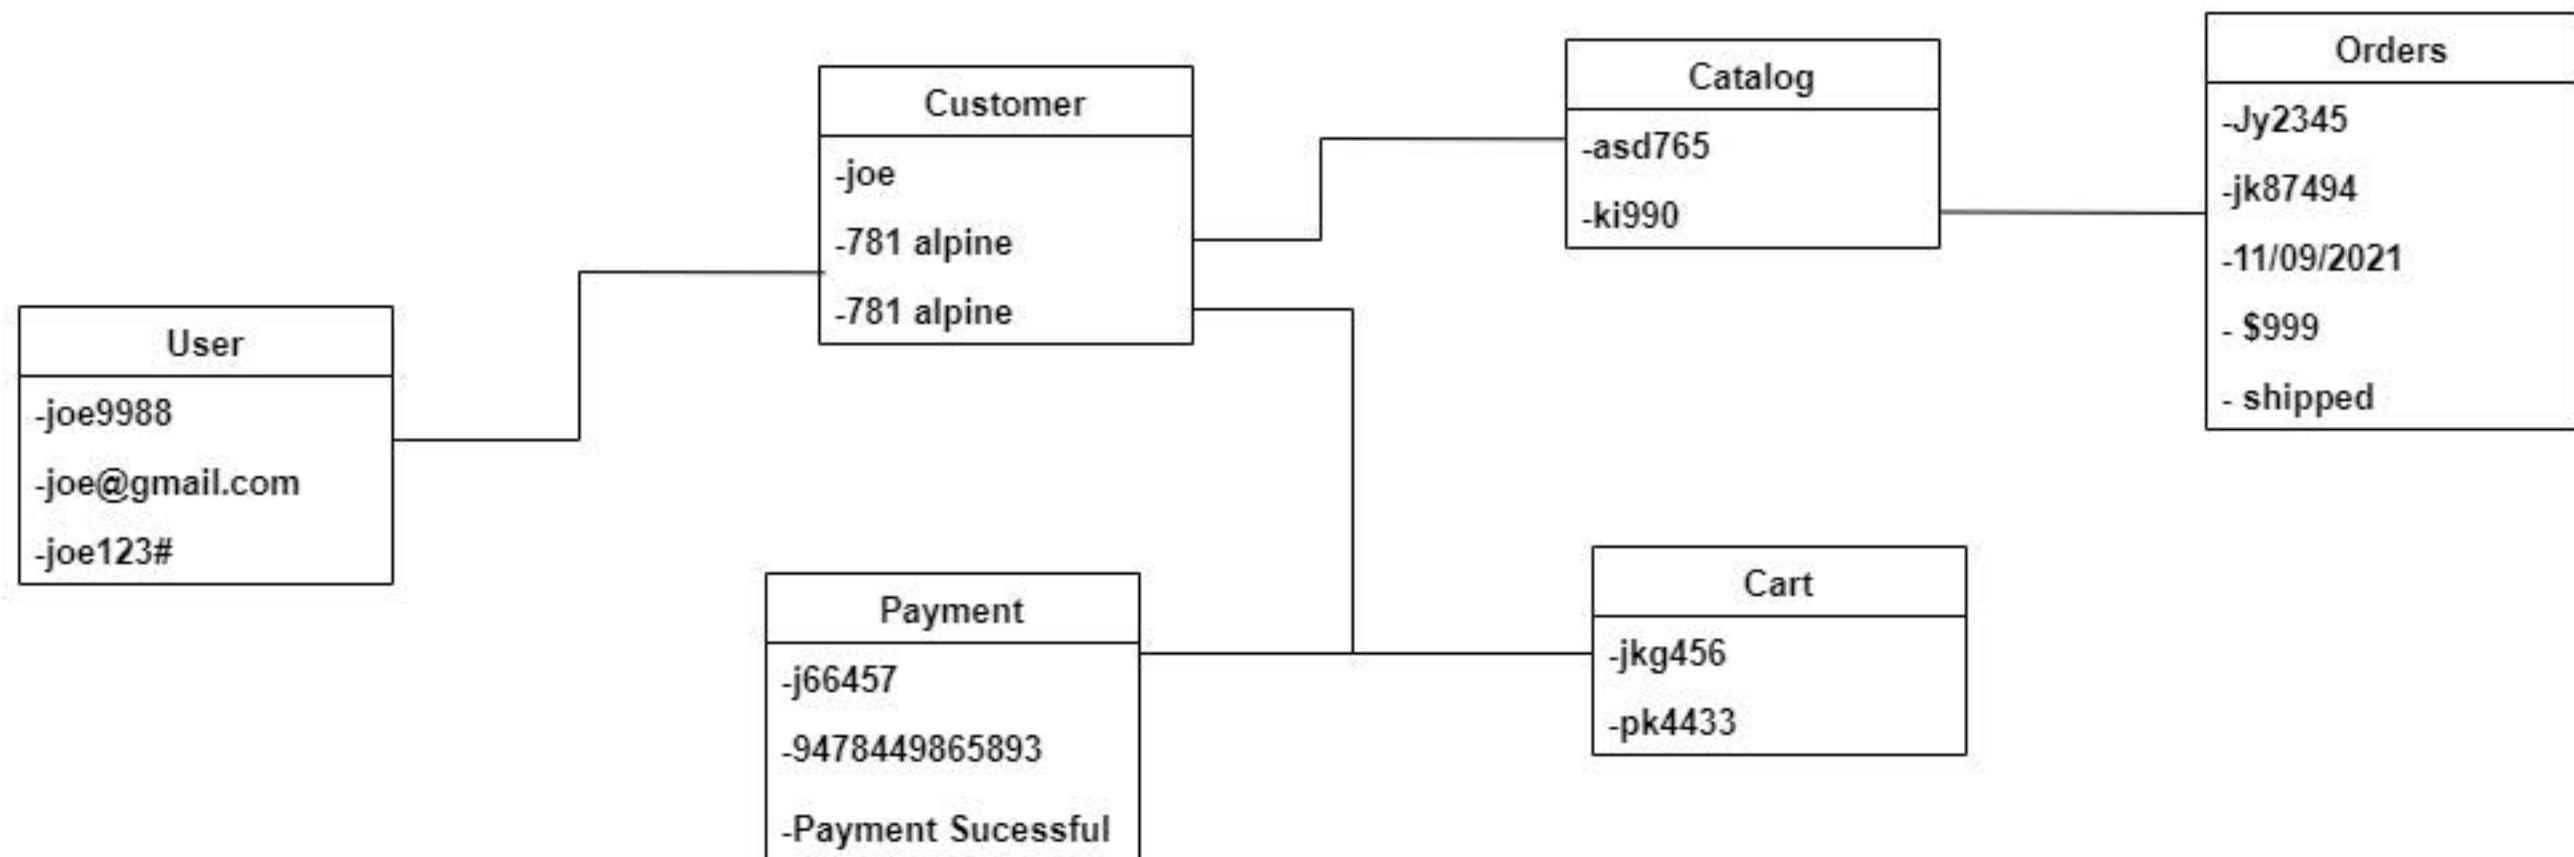 User
-joe9988
-joe@gmail.com
-joe123#
Customer
-joe
-781 alpine
-781 alpine
Catalog
-asd765
-ki990
Orders
-Jy2345
-jk87494
-11/09/2021
- $999
- shipped
Payment
-j66457
-9478449865893
-Payment Sucessful
Cart
-jkg456
-pk4433